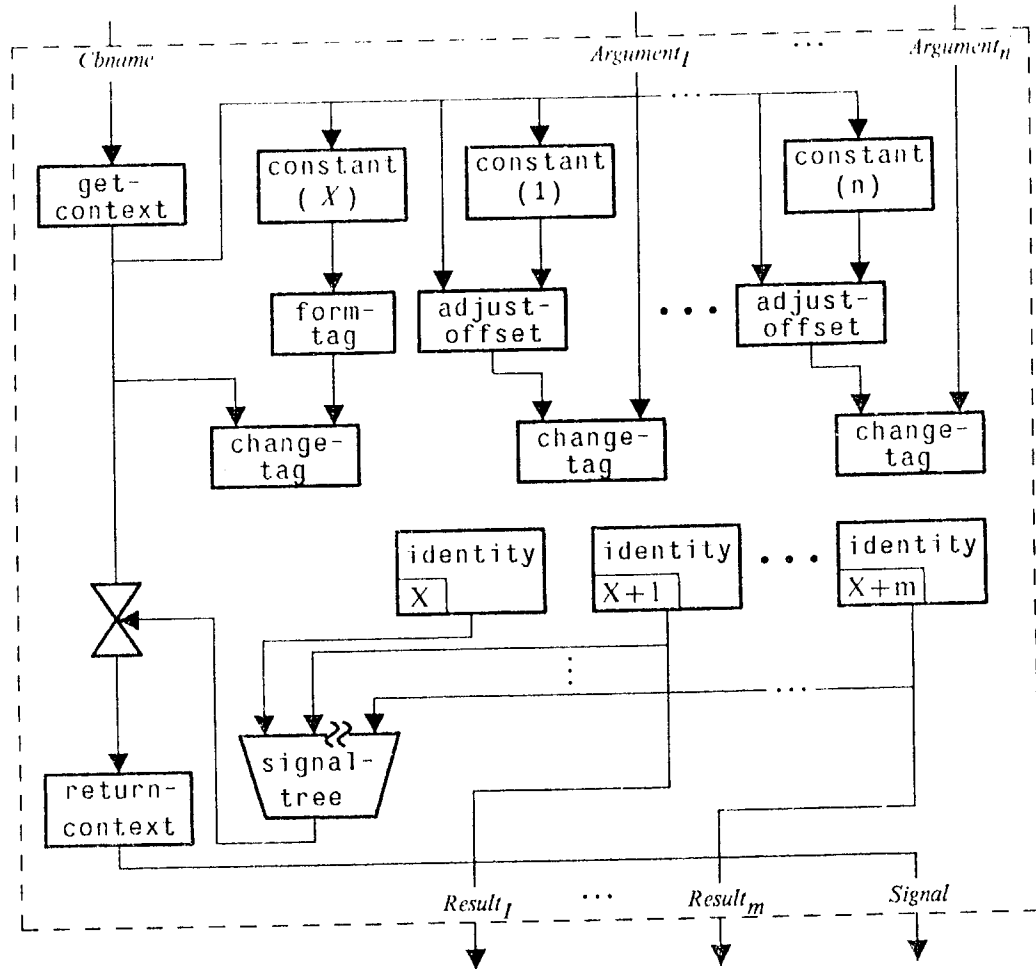 Cbname
Argument1
...
Argumentn
...
get-
context
constant
(X)
constant
(1)
constant
(n)
form-
tag
adjust-
offset
...
adjust-
offset
change-
tag
change-
tag
change-
tag
identity
X
identity
X+1
...
identity
X+m
...
...
signal-
tree
return-
context
Result1
...
Resultm
Signal